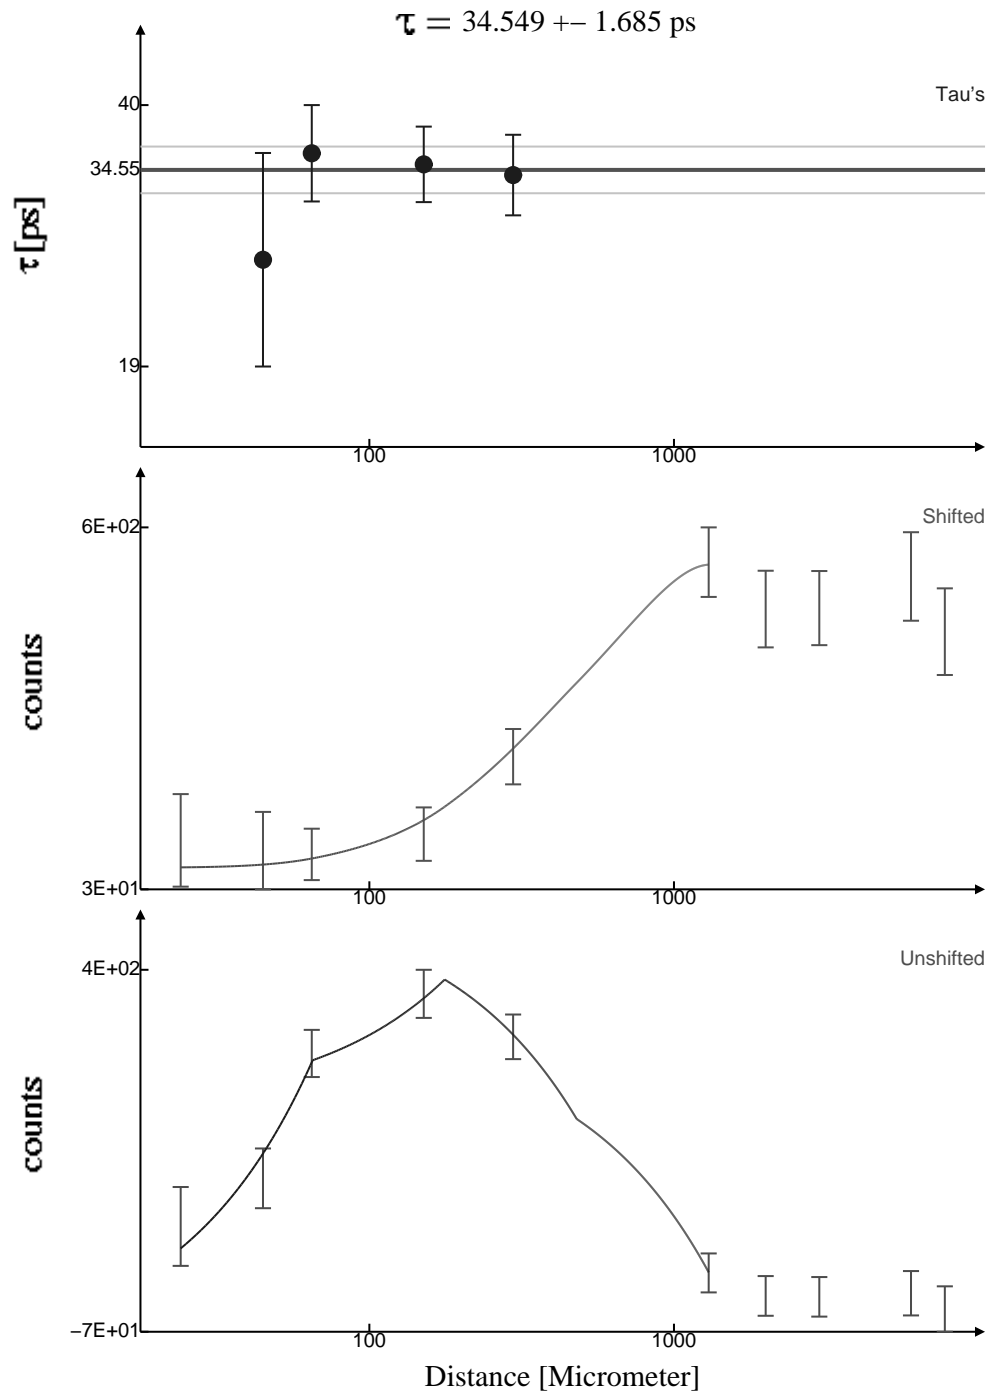 τ = 34.549 +− 1.685 ps
Tau's
40
34.55
19
τ [ps]
100 1000
Shifted
6E+02
counts
3E+01
100 1000
Unshifted
4E+02
counts
−7E+01
100 1000
Distance [Micrometer]